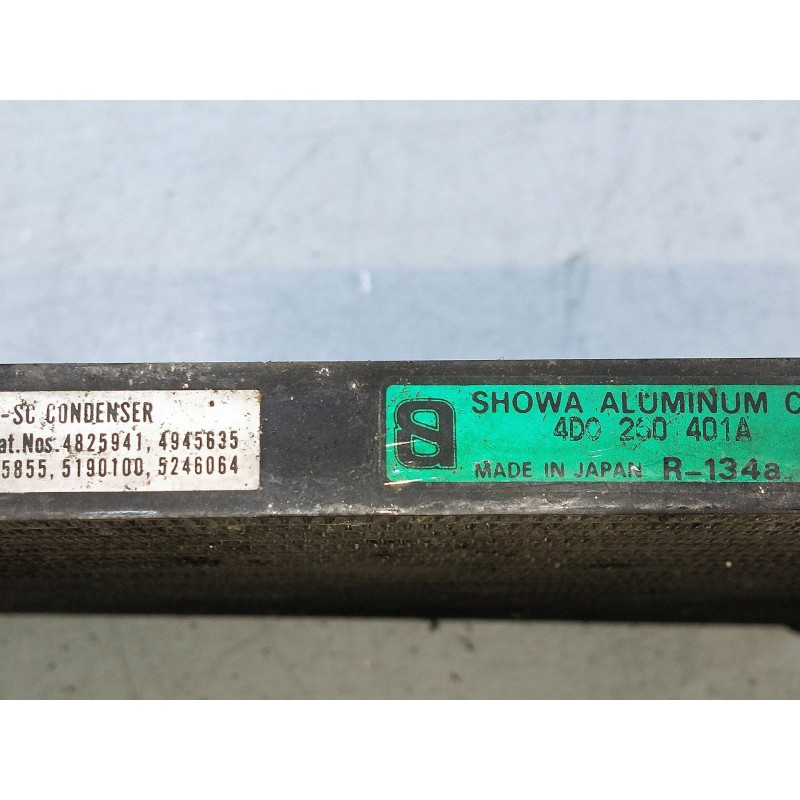 -SC CONDENSER
at.Nos.4825941, 4945635
5855, 5190100, 5246064
SHOWA ALUMINUM C
4D0 260 401A
MADE IN JAPAN R-134a